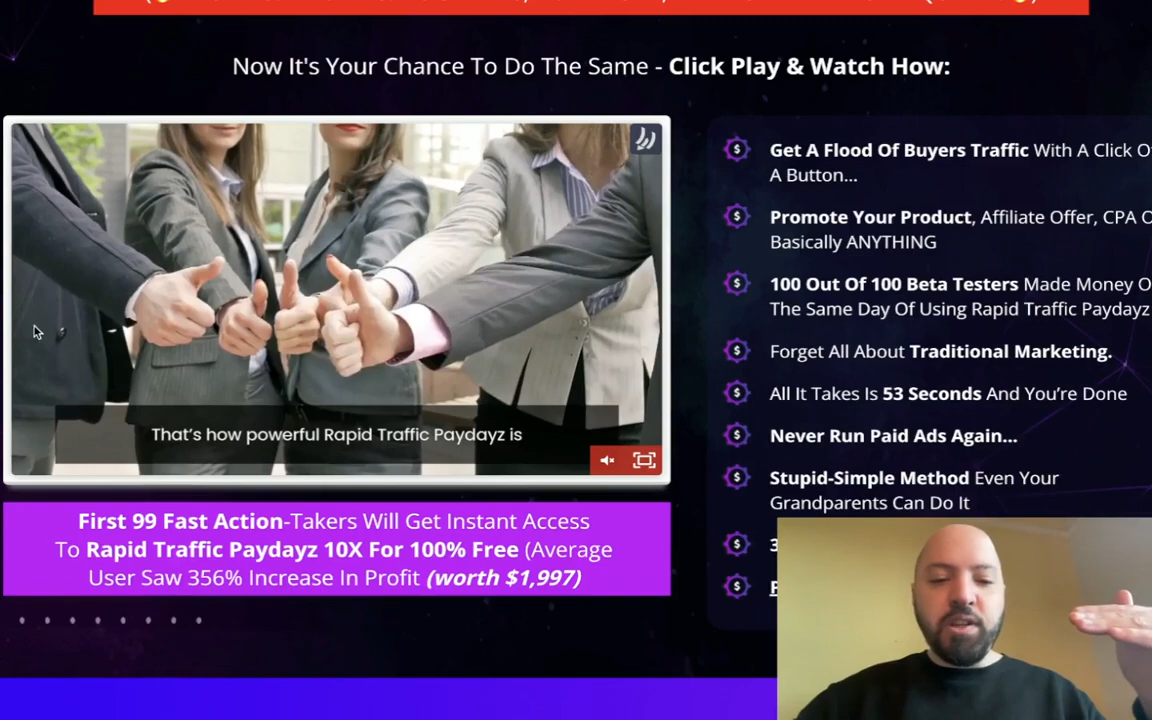 Now It's Your Chance To Do The Same - Click Play & Watch How:
That's how powerful Rapid Traffic Paydayz is
First 99 Fast Action-Takers Will Get Instant Access
To Rapid Traffic Paydayz 10X For 100% Free (Average
User Saw 356% Increase In Profit (worth $1,997)
Get A Flood Of Buyers Traffic With A Click
A Button...
Promote Your Product, Affiliate Offer, CPA
Basically ANYTHING
100 Out Of 100 Beta Testers Made Money
The Same Day Of Using Rapid Traffic Paydayz
Forget All About Traditional Marketing.
All It Takes Is 53 Seconds And You're Done
Never Run Paid Ads Again...
Stupid-Simple Method Even Your
Grandparents Can Do It